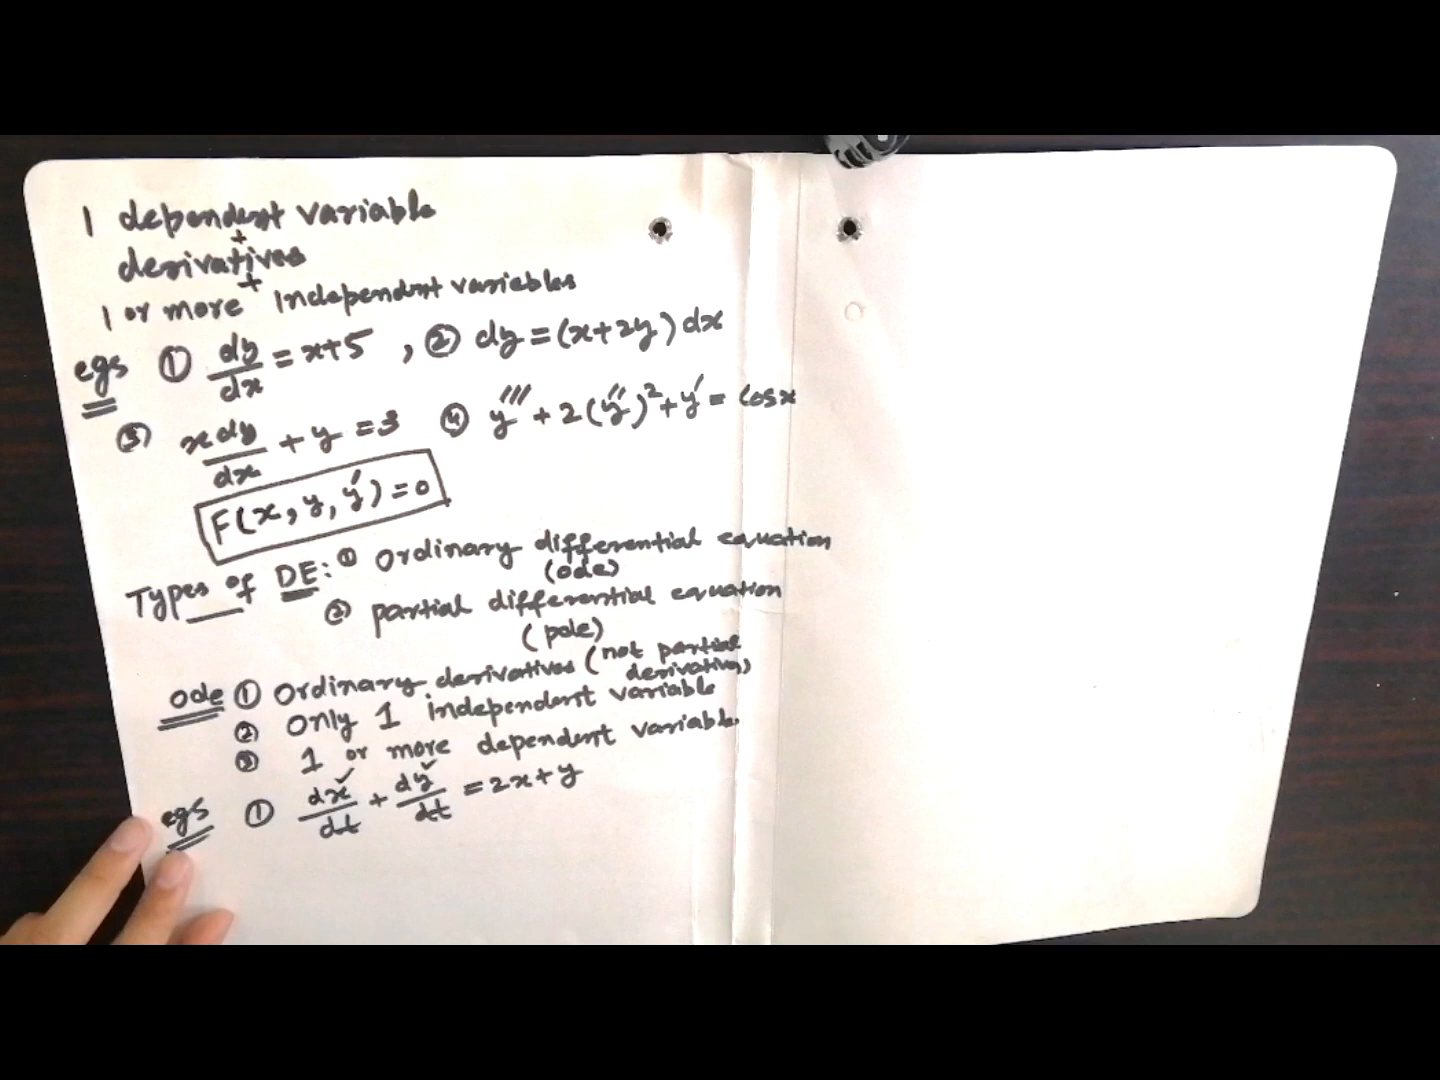 1 dependent variable
+
derivatives
+
1 or more Independent variables
egs ① dy/dx = x+5 , ② dy = (x+2y) dx
③ x dy/dx + y = 3 ④ y''' + 2(y'')² + y' = cosx
F(x, y, y') = 0
Types of DE: ① Ordinary differential equation
(ode)
② partial differential equation
(pde)
ode ① Ordinary derivatives (not partial
derivatives)
② Only 1 independent variable
③ 1 or more dependent variable.
egs ① dx✓/dt + dy✓/dt = 2x+y